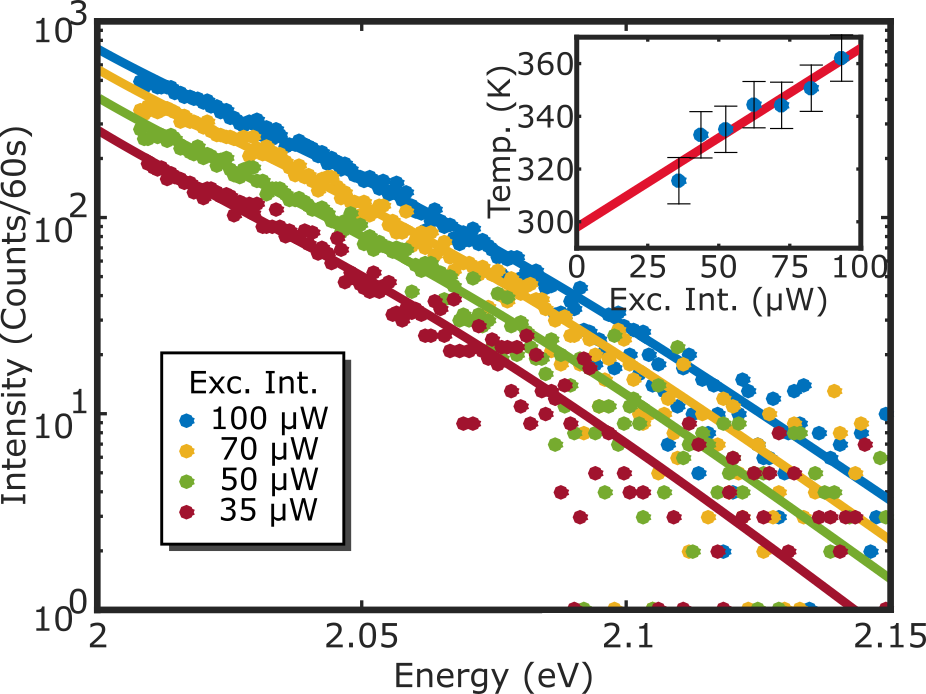 10³
10²
10¹
10⁰
2
2.05
2.1
2.15
Intensity (Counts/60s)
Energy (eV)
Exc. Int.
100 µW
70 µW
50 µW
35 µW
360
340
320
300
Temp. (K)
0
25
50
75
100
Exc. Int. (µW)